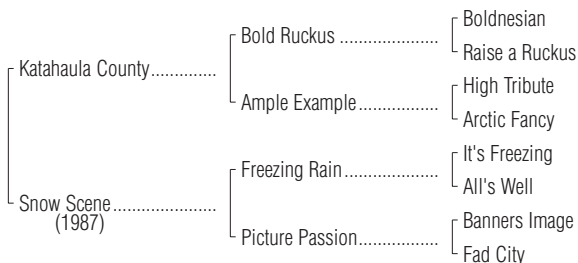 Boldnesian
Bold Ruckus ......................
Raise a Ruckus
Katahaula County..............
High Tribute
Ample Example..................
Arctic Fancy
It's Freezing
Freezing Rain......................
All's Well
Snow Scene.......................
(1987)
Banners Image
Picture Passion..................
Fad City